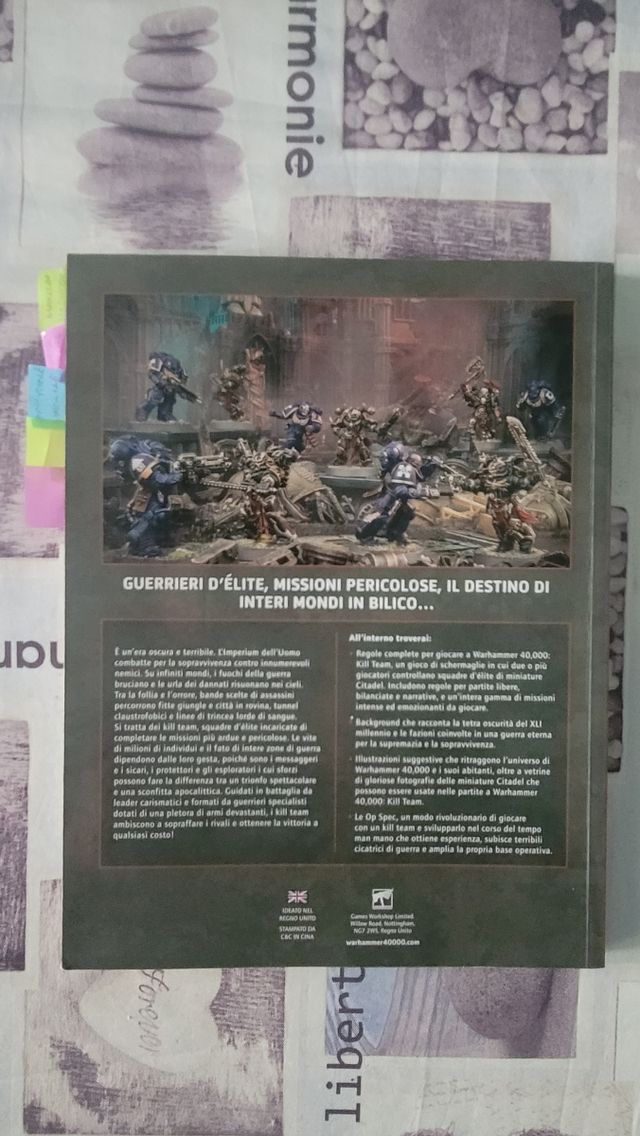 armonie
GUERRIERI D'ÉLITE, MISSIONI PERICOLOSE, IL DESTINO DI
INTERI MONDI IN BILICO...
È un'era oscura e terribile. L'Imperium dell'Uomo
combatte per la sopravvivenza contro innumerevoli
nemici. Su infiniti mondi, i fuochi della guerra
bruciano e le urla dei dannati risuonano nei cieli.
Tra la follia e l'orrore, bande scelte di assassini
percorrono fitte giungle e città in rovina, tunnel
claustrofobici e linee di trincea lorde di sangue.
Si tratta dei kill team, squadre d'élite incaricate di
completare le missioni più ardue e pericolose. Le vite
di milioni di individui e il fato di intere zone di guerra
dipendono dalle loro gesta, poiché sono i messaggeri
e i sicari, i protettori e gli esploratori i cui sforzi
possono fare la differenza tra un trionfo spettacolare
e una sconfitta apocalittica. Guidati in battaglia da
leader carismatici e formati da guerrieri specialisti
dotati di una pletora di armi devastanti, i kill team
ambiscono a sopraffare i rivali e ottenere la vittoria a
qualsiasi costo!
All'interno troverai:
· Regole complete per giocare a Warhammer 40,000:
Kill Team, un gioco di schermaglie in cui due o più
giocatori controllano squadre d'élite di miniature
Citadel. Includono regole per partite libere,
bilanciate e narrative, e un'intera gamma di missioni
intense ed emozionanti da giocare.
· Background che racconta la tetra oscurità del XLI
millennio e le fazioni coinvolte in una guerra eterna
per la supremazia e la sopravvivenza.
· Illustrazioni suggestive che ritraggono l'universo di
Warhammer 40,000 e i suoi abitanti, oltre a vetrine
di gloriose fotografie delle miniature Citadel che
possono essere usate nelle partite a Warhammer
40,000: Kill Team.
· Le Op Spec, un modo rivoluzionario di giocare
con un kill team e svilupparlo nel corso del tempo
man mano che ottiene esperienza, subisce terribili
cicatrici di guerra e amplia la propria base operativa.
IDEATO NEL
REGNO UNITO
STAMPATO DA
C&C IN CINA
Games Workshop Limited,
Willow Road, Nottingham,
NG7 2WS, Regno Unito
warhammer40000.com
Forever
libert